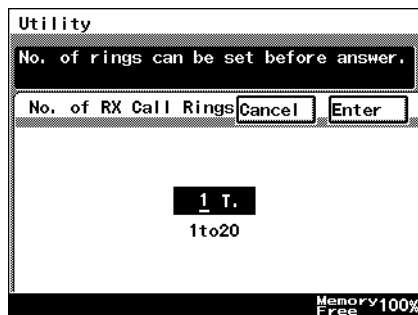 Utility
No. of rings can be set before answer.
No. of RX Call Rings Cancel Enter
1 T.
1to20
Memory Free 100%